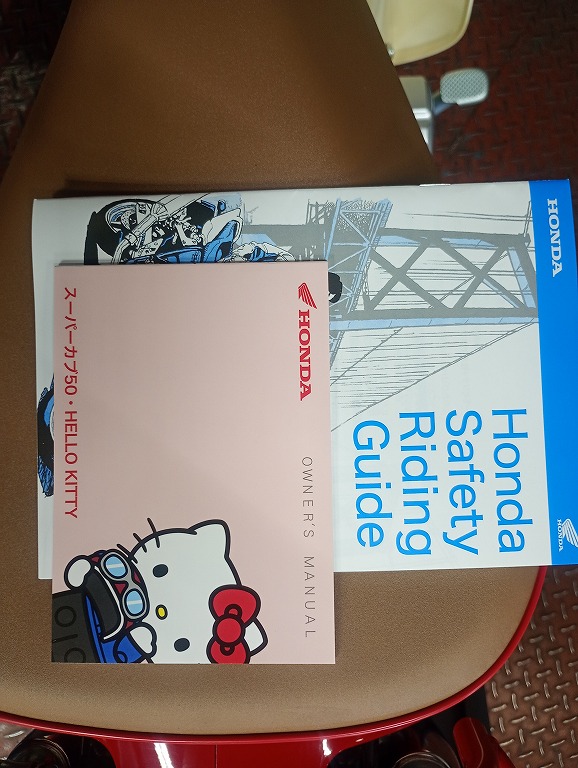 HONDA
Honda
Safety
Riding
Guide
HONDA
HONDA
OWNER'S MANUAL
スーパーカブ50・HELLO KITTY